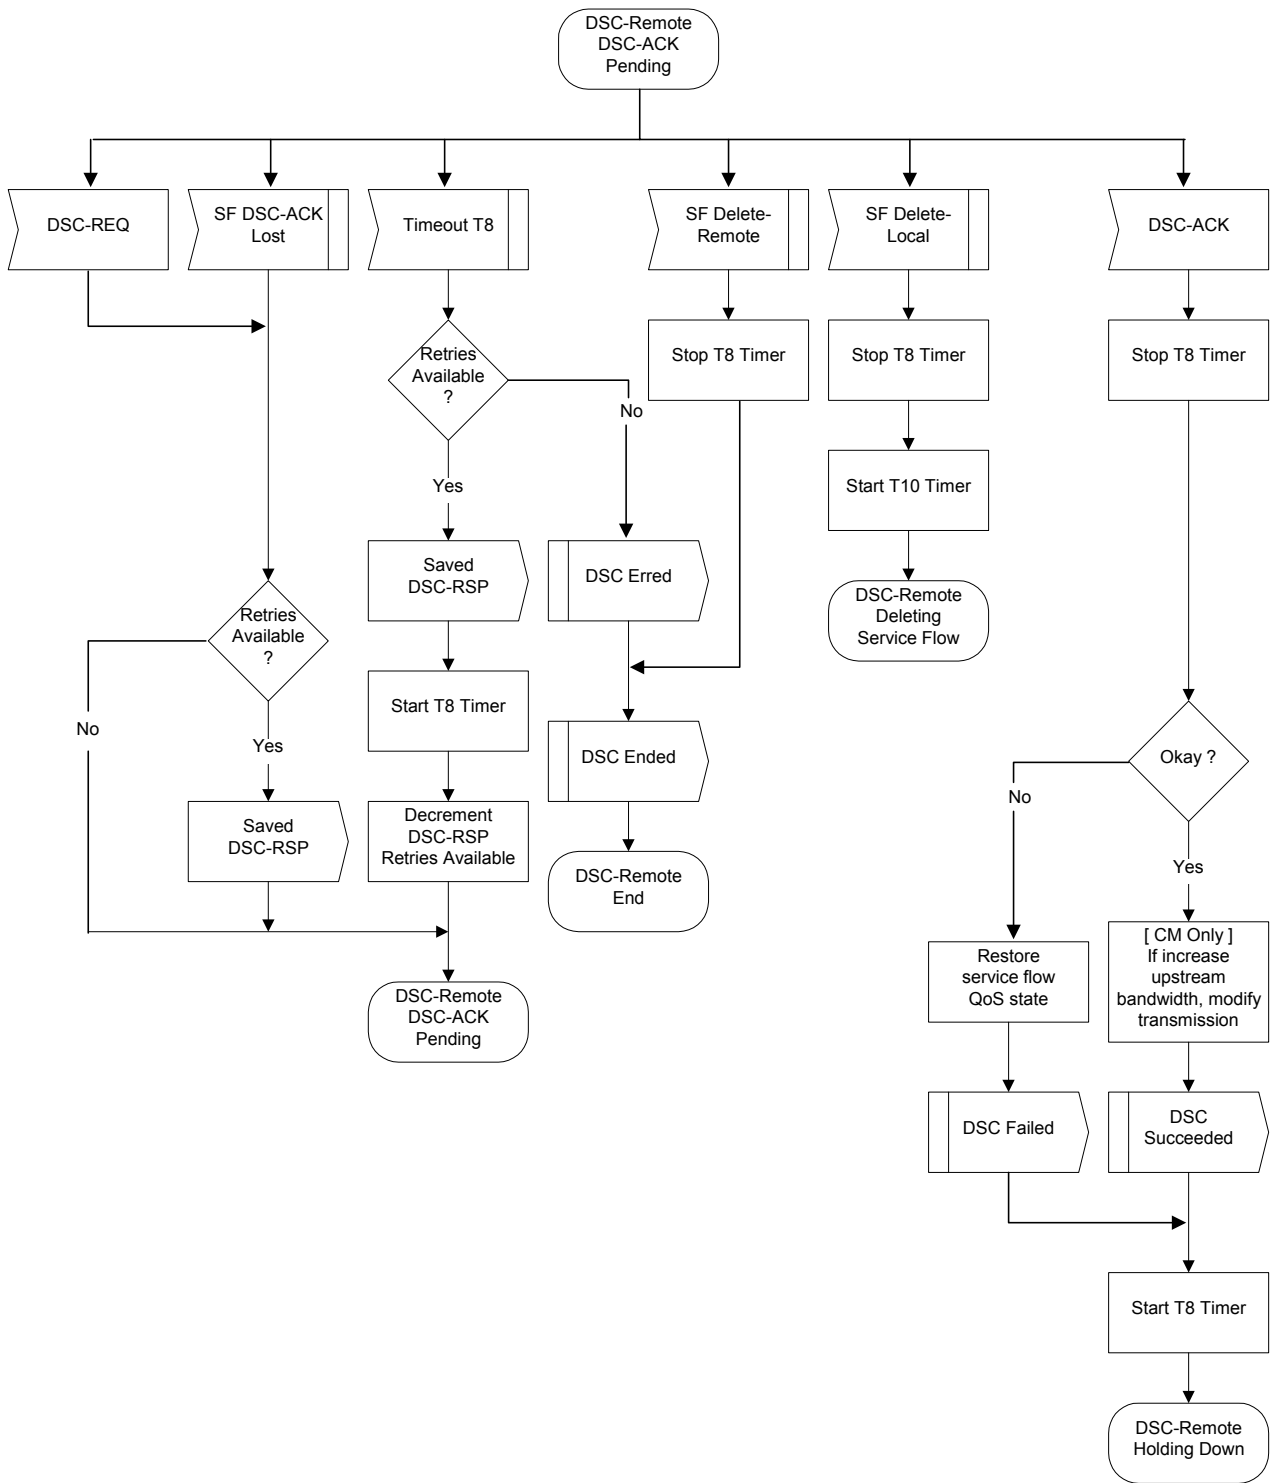 DSC-Remote
DSC-ACK
Pending
DSC-REQ
SF DSC-ACK
Lost
Timeout T8
SF Delete-
Remote
SF Delete-
Local
DSC-ACK
Retries
Available
?
Stop T8 Timer
Stop T8 Timer
Stop T8 Timer
No
Yes
Start T10 Timer
Saved
DSC-RSP
DSC Erred
DSC-Remote
Deleting
Service Flow
Retries
Available
?
No
Yes
Start T8 Timer
DSC Ended
Okay ?
No
Yes
Saved
DSC-RSP
Decrement
DSC-RSP
Retries Available
DSC-Remote
End
DSC-Remote
DSC-ACK
Pending
Restore
service flow
QoS state
[ CM Only ]
If increase
upstream
bandwidth, modify
transmission
DSC Failed
DSC
Succeeded
Start T8 Timer
DSC-Remote
Holding Down